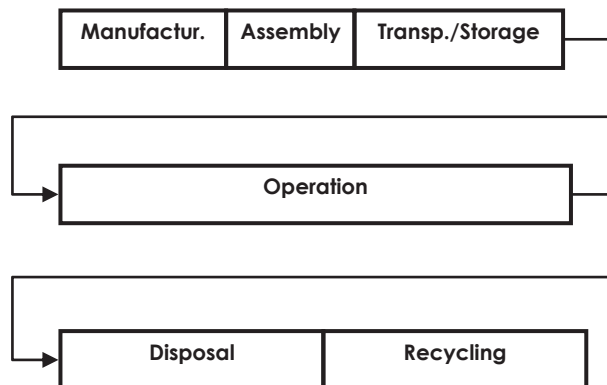 Manufactur. Assembly Transp./Storage
Operation
Disposal Recycling